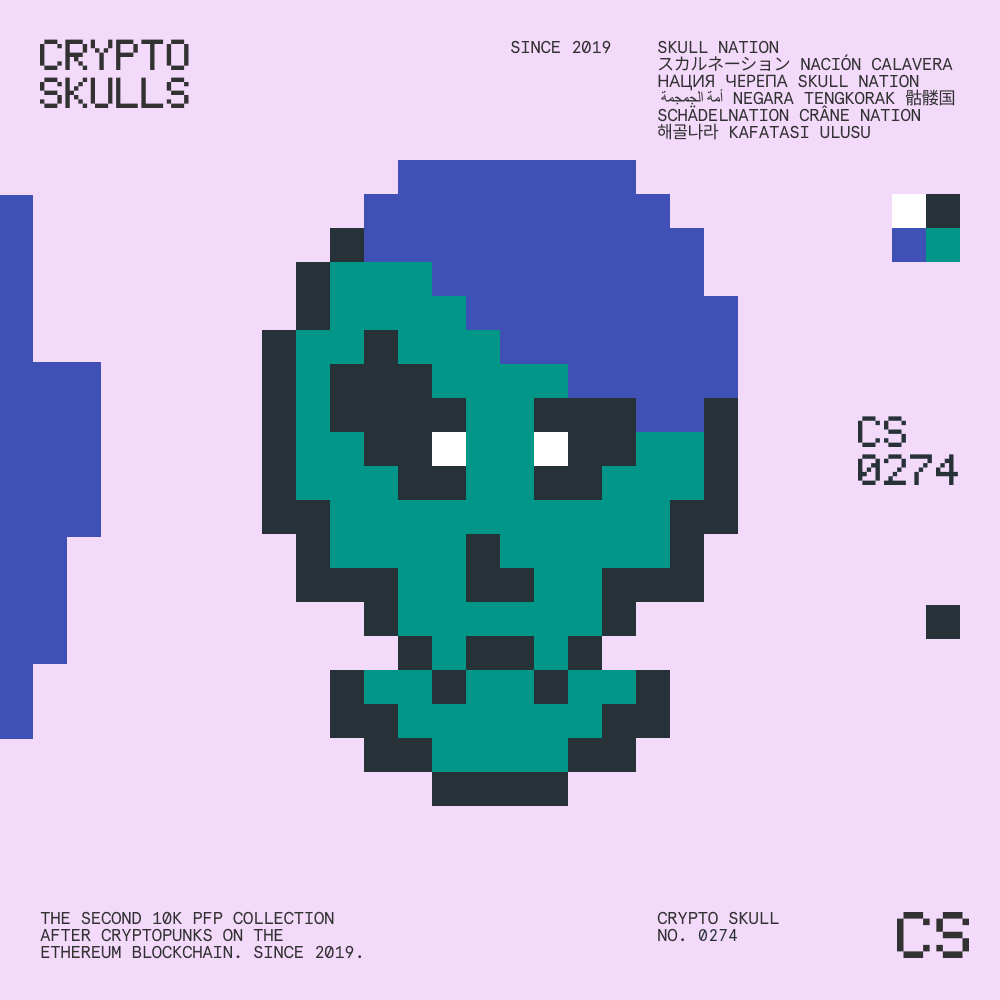 CRYPTO
SKULLS
SINCE 2019
SKULL NATION
スカルネーション NACIÓN CALAVERA
НАЦИЯ ЧЕРЕПА SKULL NATION
أمة الجمجمة NEGARA TENGKORAK 骷髅国
SCHÄDELNATION CRÂNE NATION
해골나라 KAFATASI ULUSU
CS
0274
THE SECOND 10K PFP COLLECTION
AFTER CRYPTOPUNKS ON THE
ETHEREUM BLOCKCHAIN. SINCE 2019.
CRYPTO SKULL
NO. 0274
CS